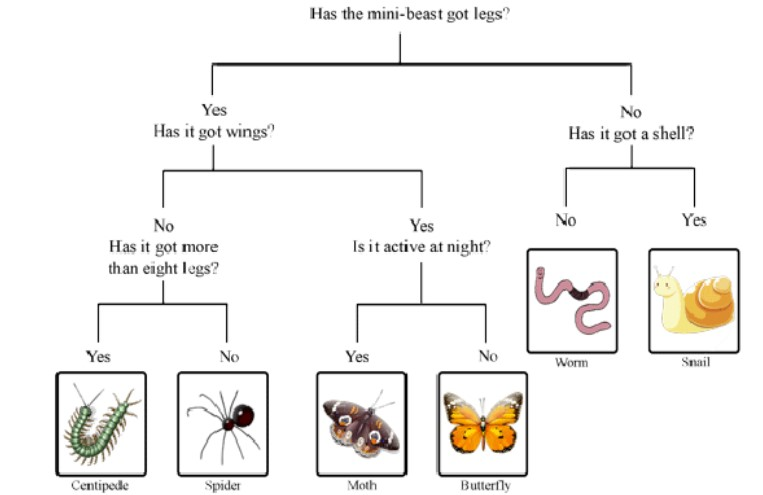 Has the mini-beast got legs?
Yes
Has it got wings?
No
Has it got a shell?
No
Has it got more
than eight legs?
Yes
Is it active at night?
No
Yes
Yes
No
Yes
No
Worm
Snail
Centipede
Spider
Moth
Butterfly